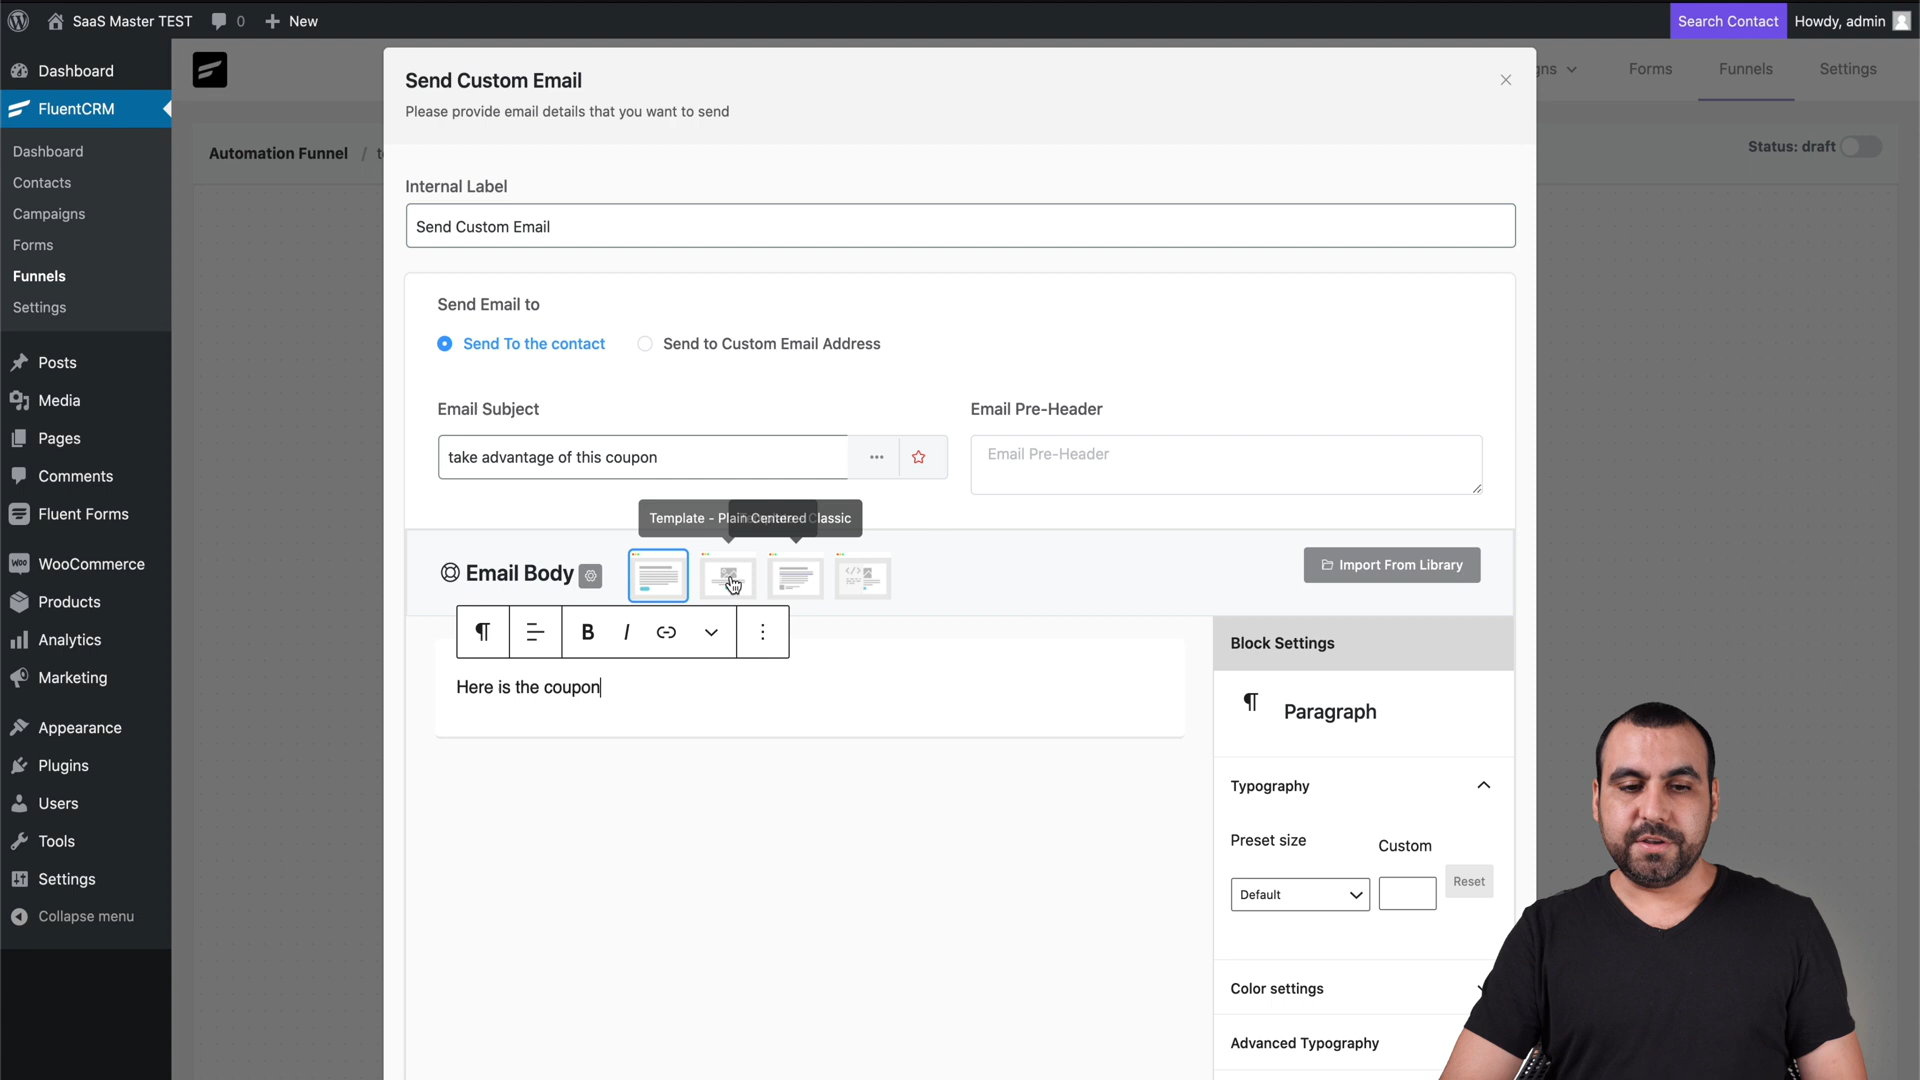 SaaS Master TEST
0
New
Search Contact
Howdy, admin
Dashboard
FluentCRM
Dashboard
Contacts
Campaigns
Forms
Funnels
Settings
Posts
Media
Pages
Comments
Fluent Forms
Woo
WooCommerce
Products
Analytics
Marketing
Appearance
Plugins
Users
Tools
Settings
Collapse menu
gns
Forms
Funnels
Settings
Automation Funnel /
Status: draft
Send Custom Email
Please provide email details that you want to send
Internal Label
Send Custom Email
Send Email to
Send To the contact
Send to Custom Email Address
Email Subject
Email Pre-Header
take advantage of this coupon
Email Pre-Header
Template - Plain Centered
Classic
Email Body
Import From Library
B I
Here is the coupon
Block Settings
Paragraph
Typography
Preset size
Custom
Default
Reset
Color settings
Advanced Typography